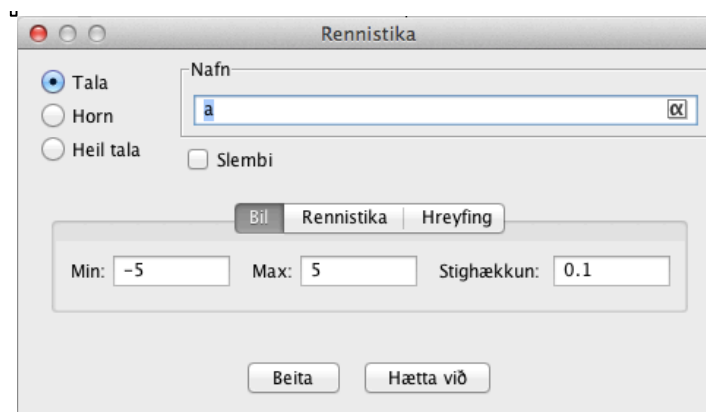 Rennistika
Tala
Horn
Heil tala
Nafn
a
α
Slembi
Bil Rennistika Hreyfing
Min: -5 Max: 5 Stighækkun: 0.1
Beita Hætta við